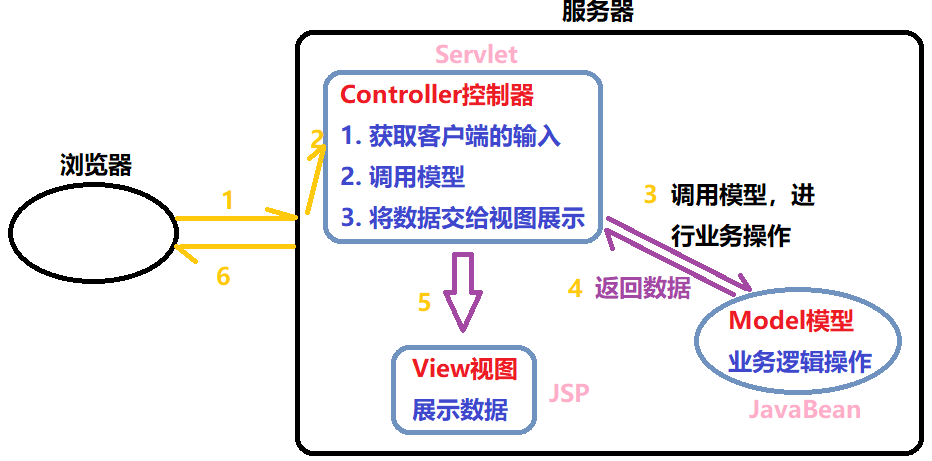 服务器
Servlet
Controller控制器
1. 获取客户端的输入
2. 调用模型
3. 将数据交给视图展示
浏览器
1
2
6
3 调用模型，进
行业务操作
4 返回数据
5
Model模型
业务逻辑操作
JavaBean
View视图
展示数据
JSP